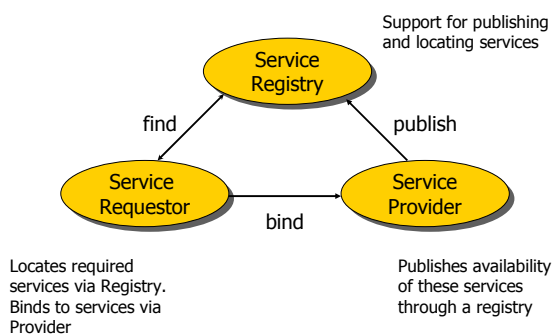 Support for publishing
and locating services
Service
Registry
find
publish
Service
Requestor
Service
Provider
bind
Locates required
services via Registry.
Binds to services via
Provider
Publishes availability
of these services
through a registry